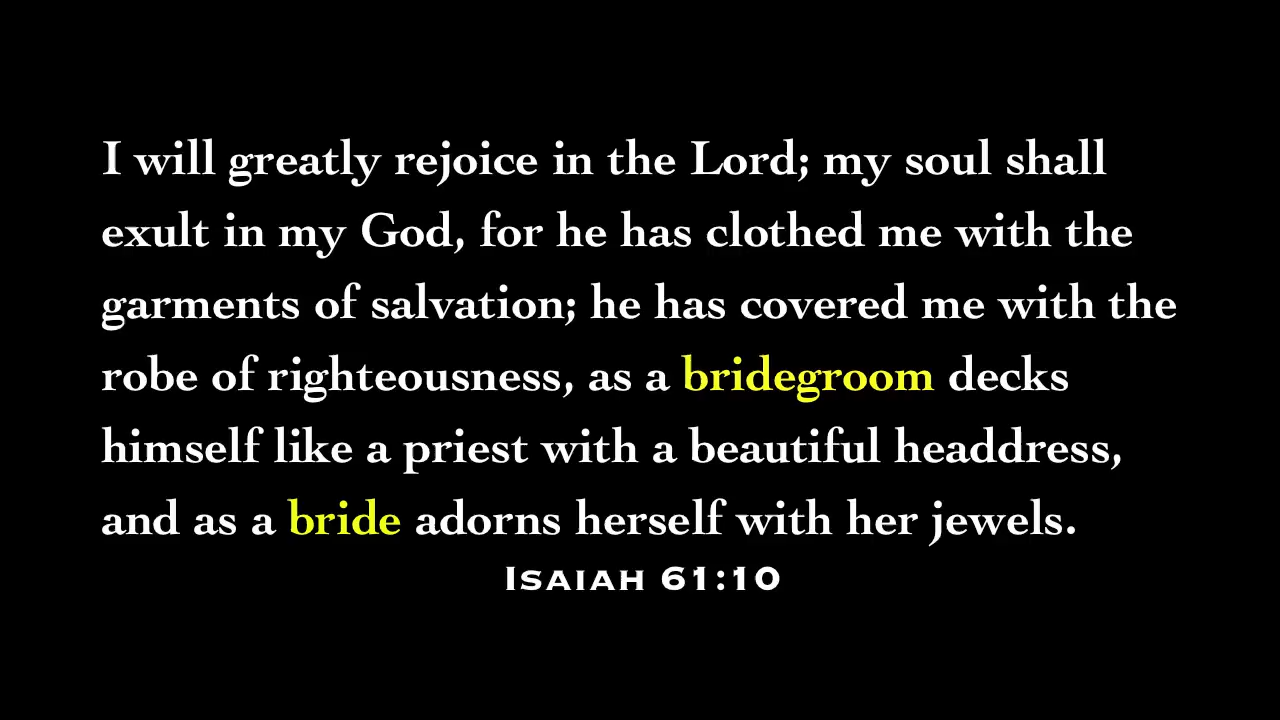 I will greatly rejoice in the Lord; my soul shall
exult in my God, for he has clothed me with the
garments of salvation; he has covered me with the
robe of righteousness, as a bridegroom decks
himself like a priest with a beautiful headdress,
and as a bride adorns herself with her jewels.
Isaiah 61:10